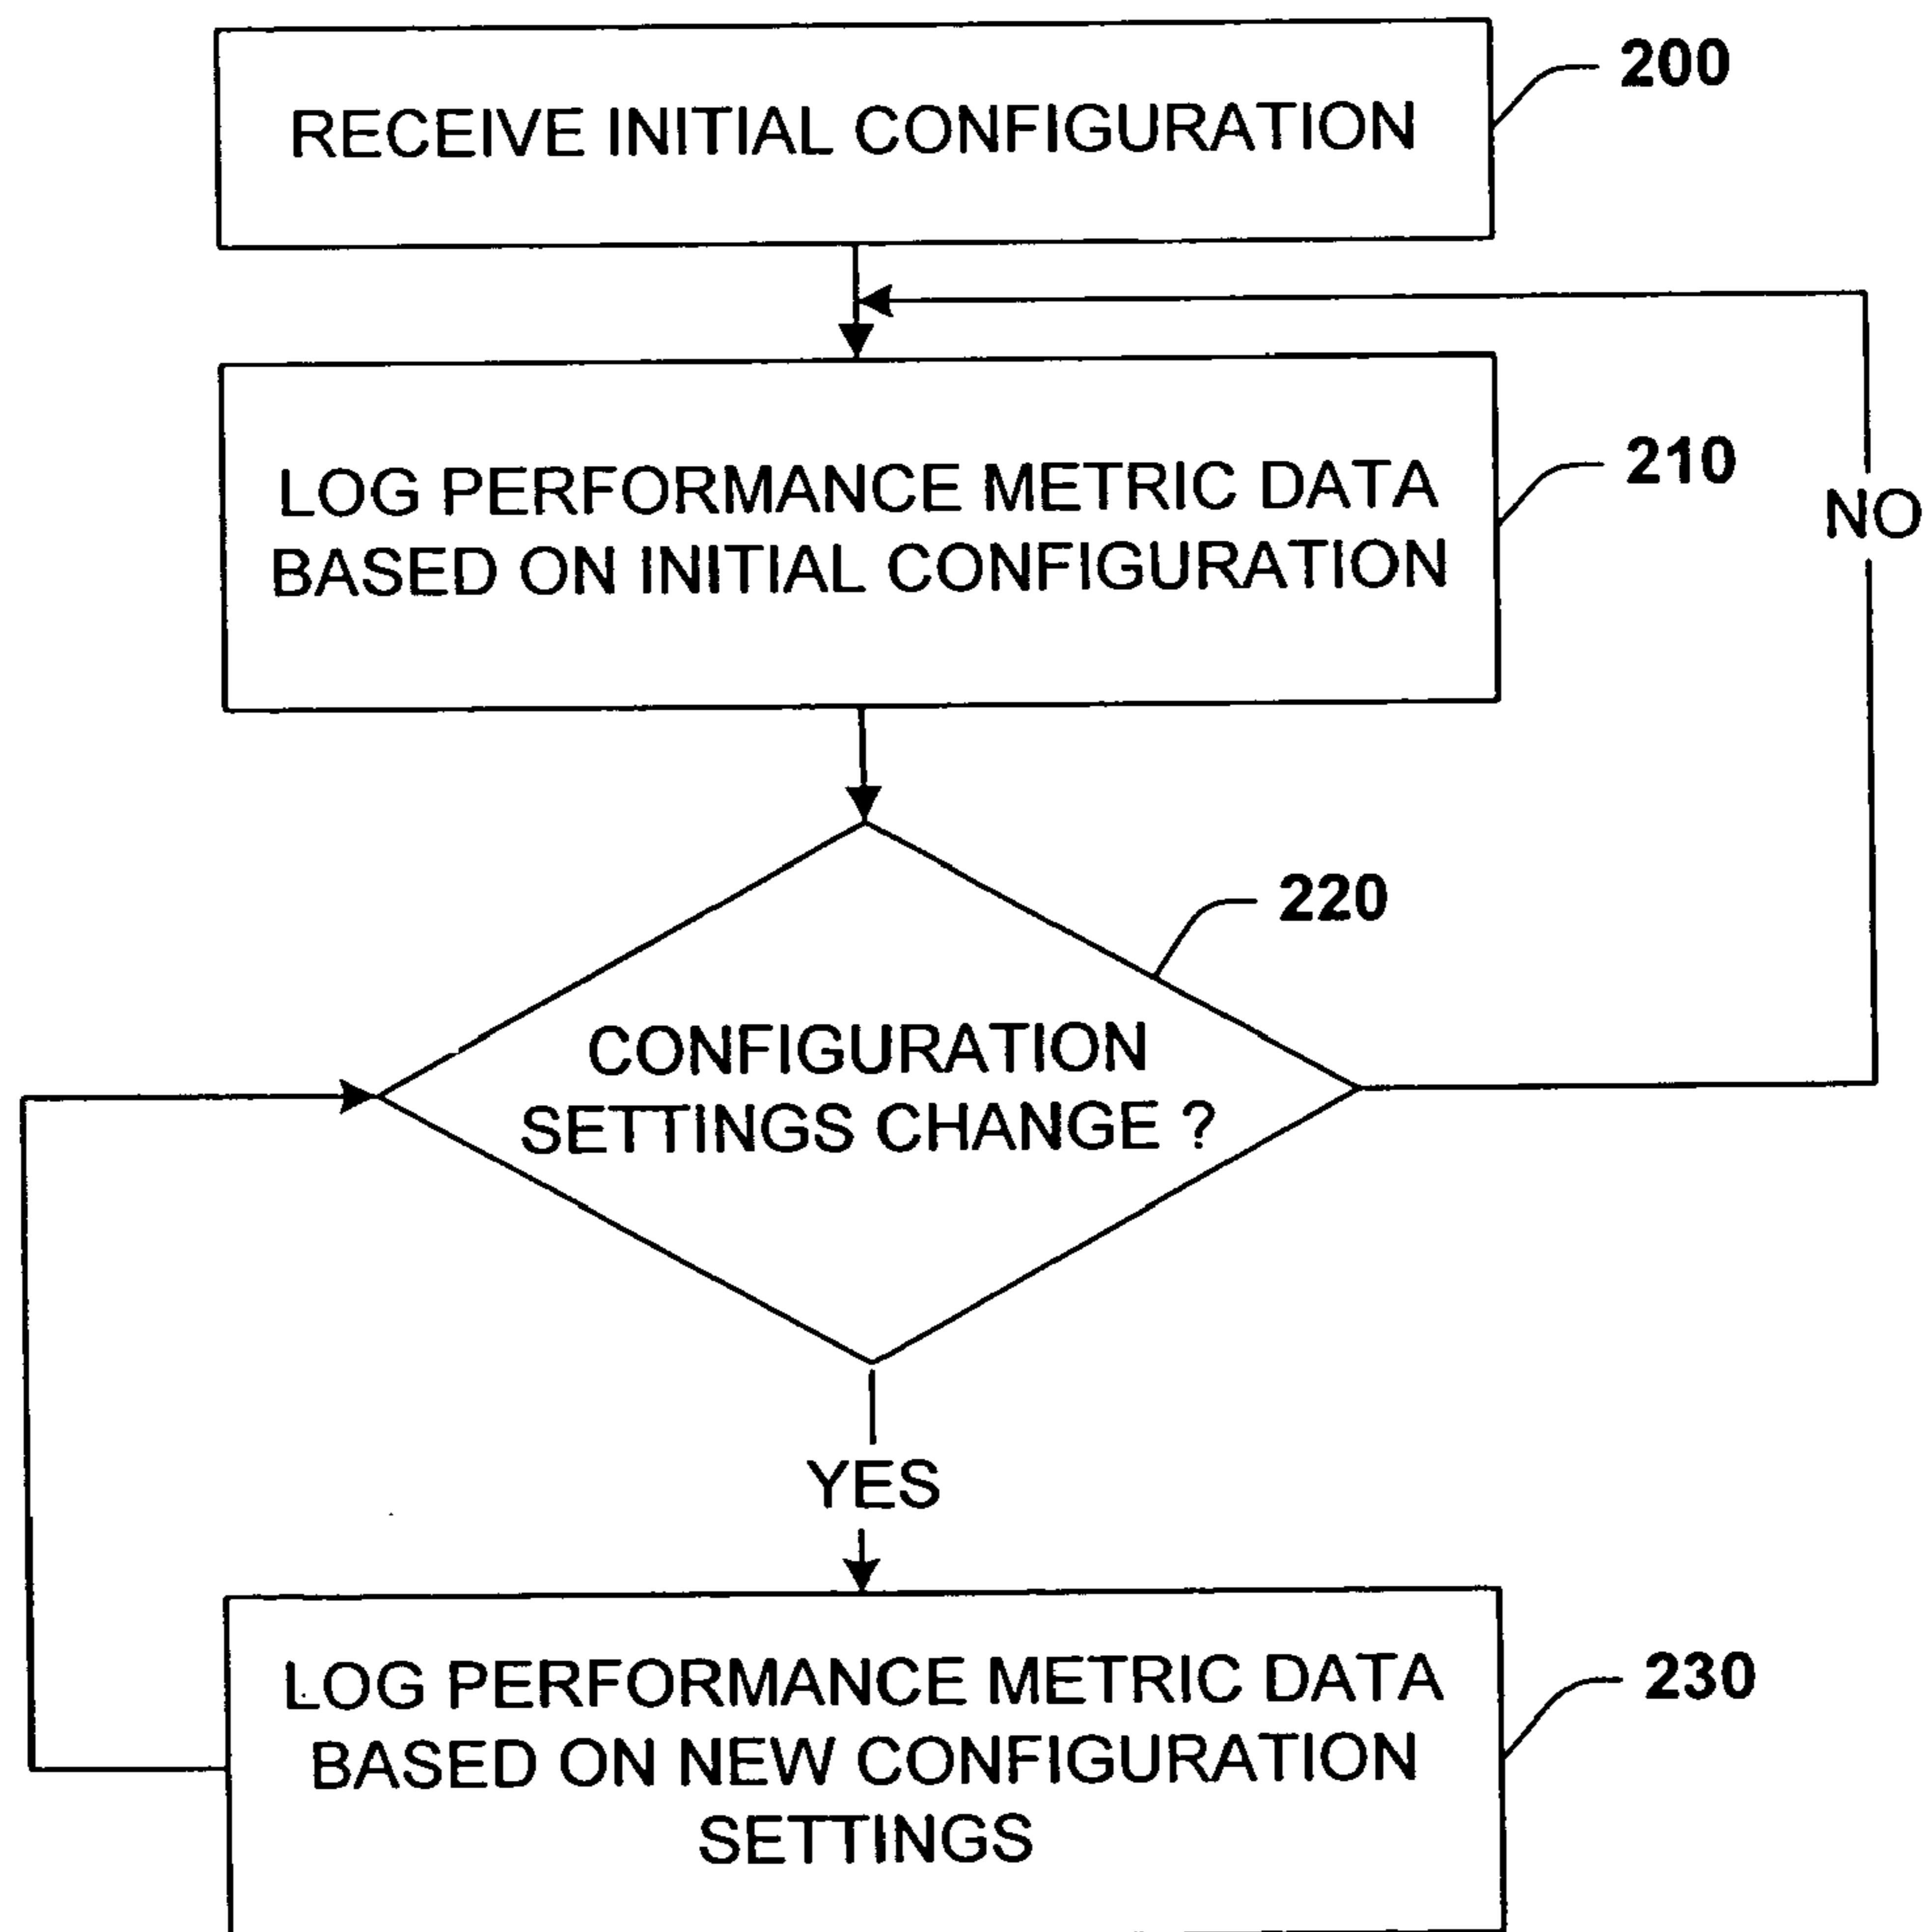 RECEIVE INITIAL CONFIGURATION
200
LOG PERFORMANCE METRIC DATA
BASED ON INITIAL CONFIGURATION
210
NO
220
CONFIGURATION
SETTINGS CHANGE ?
YES
LOG PERFORMANCE METRIC DATA
BASED ON NEW CONFIGURATION
SETTINGS
230